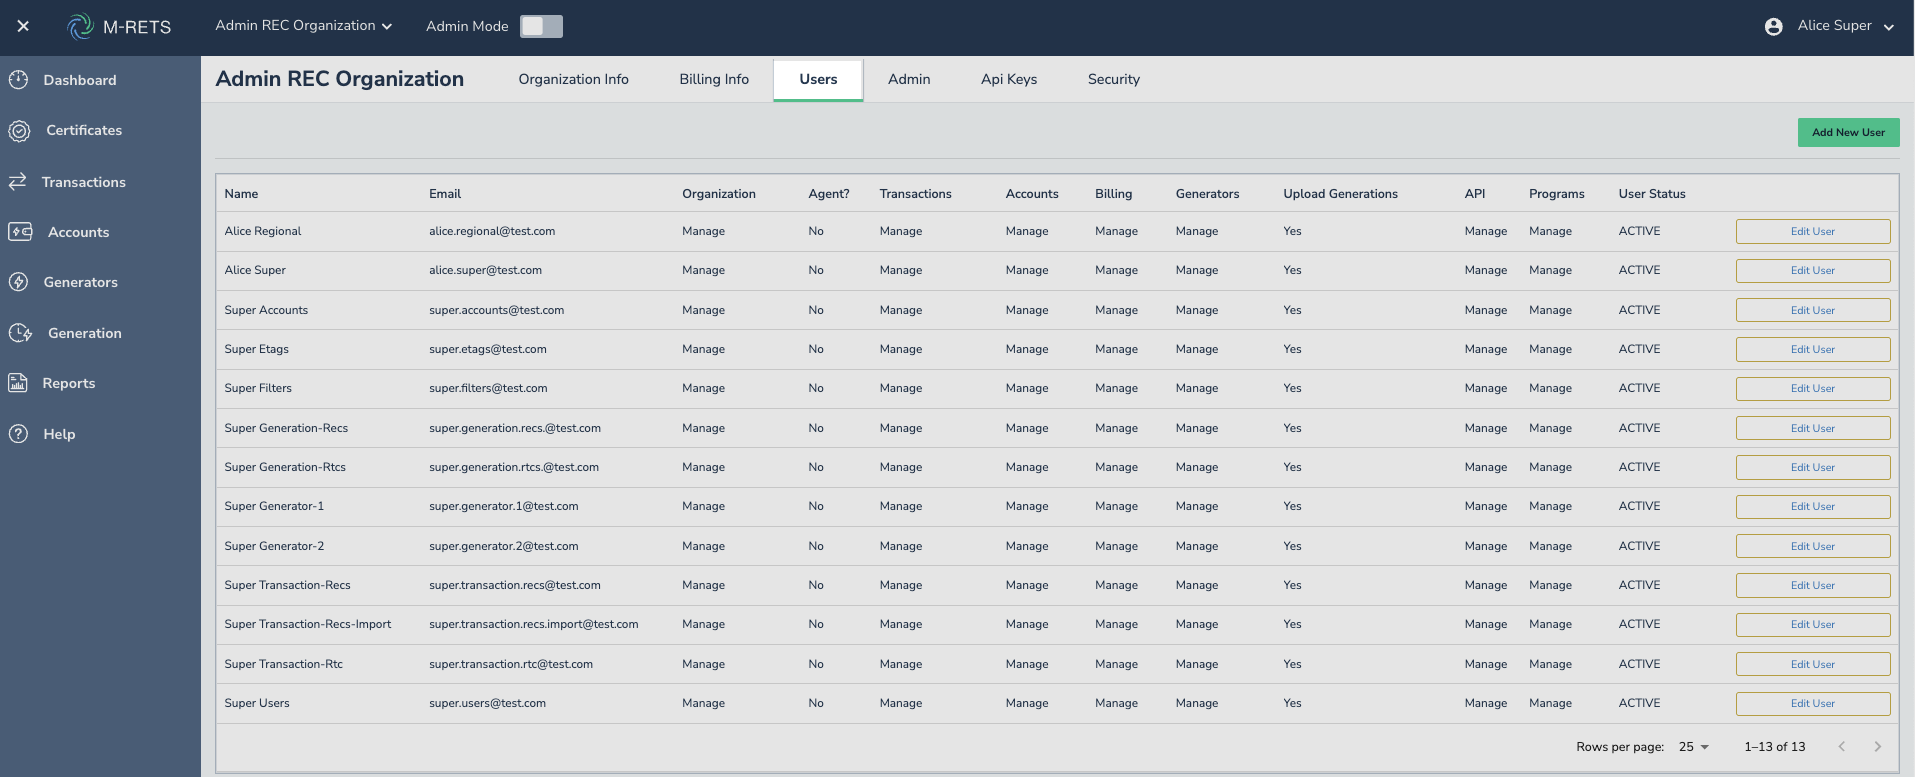 M-RETS Admin REC Organization Admin Mode Alice Super
Dashboard
Certificates
Transactions
Accounts
Generators
Generation
Reports
Help
Admin REC Organization Organization Info Billing Info Users Admin Api Keys Security
Add New User
Name Email Organization Agent? Transactions Accounts Billing Generators Upload Generations API Programs User Status
Alice Regional alice.regional@test.com Manage No Manage Manage Manage Manage Yes Manage Manage ACTIVE Edit User
Alice Super alice.super@test.com Manage No Manage Manage Manage Manage Yes Manage Manage ACTIVE Edit User
Super Accounts super.accounts@test.com Manage No Manage Manage Manage Manage Yes Manage Manage ACTIVE Edit User
Super Etags super.etags@test.com Manage No Manage Manage Manage Manage Yes Manage Manage ACTIVE Edit User
Super Filters super.filters@test.com Manage No Manage Manage Manage Manage Yes Manage Manage ACTIVE Edit User
Super Generation-Recs super.generation.recs.@test.com Manage No Manage Manage Manage Manage Yes Manage Manage ACTIVE Edit User
Super Generation-Rtcs super.generation.rtcs.@test.com Manage No Manage Manage Manage Manage Yes Manage Manage ACTIVE Edit User
Super Generator-1 super.generator.1@test.com Manage No Manage Manage Manage Manage Yes Manage Manage ACTIVE Edit User
Super Generator-2 super.generator.2@test.com Manage No Manage Manage Manage Manage Yes Manage Manage ACTIVE Edit User
Super Transaction-Recs super.transaction.recs@test.com Manage No Manage Manage Manage Manage Yes Manage Manage ACTIVE Edit User
Super Transaction-Recs-Import super.transaction.recs.import@test.com Manage No Manage Manage Manage Manage Yes Manage Manage ACTIVE Edit User
Super Transaction-Rtc super.transaction.rtc@test.com Manage No Manage Manage Manage Manage Yes Manage Manage ACTIVE Edit User
Super Users super.users@test.com Manage No Manage Manage Manage Manage Yes Manage Manage ACTIVE Edit User
Rows per page: 25 1–13 of 13